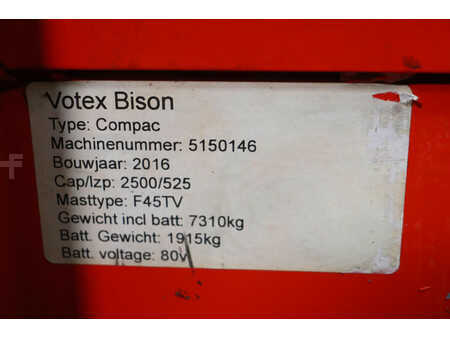 Votex Bison
Type: Compac
Machinenummer: 5150146
Bouwjaar: 2016
Cap/lzp: 2500/525
Masttype: F45TV
Gewicht incl batt: 7310kg
Batt. Gewicht: 1915kg
Batt. voltage: 80V